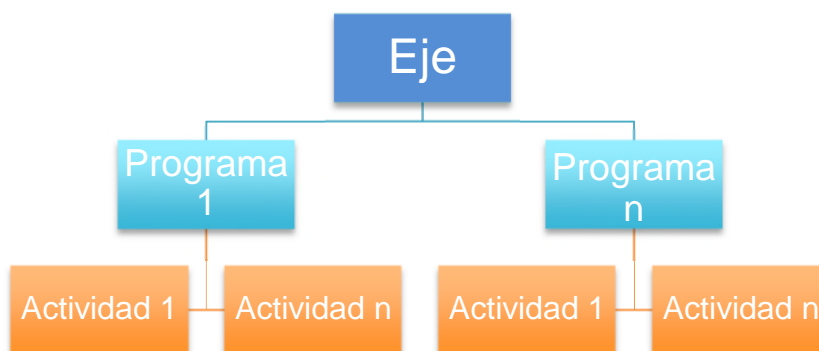 Eje
Programa
1
Programa
n
Actividad 1
Actividad n
Actividad 1
Actividad n